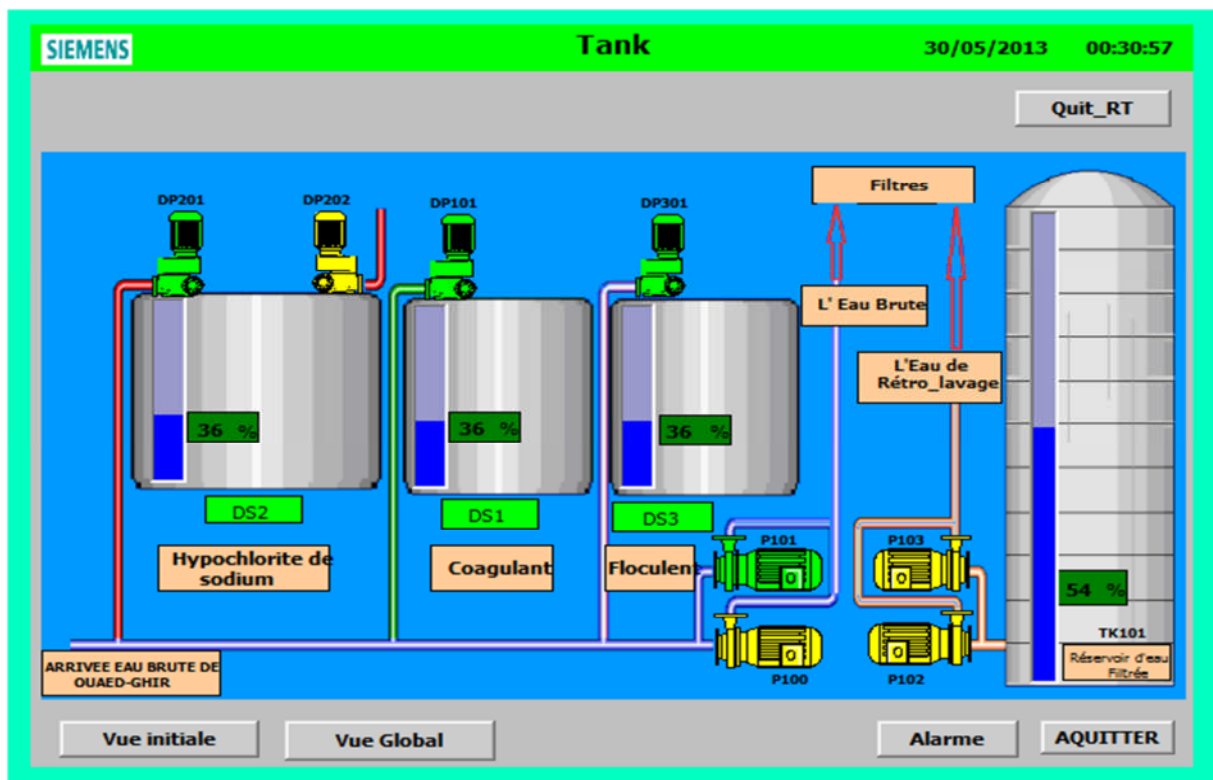 SIEMENS
Tank
30/05/2013 00:30:57
Quit_RT
DP201
DP202
DP101
DP301
Filtres
L' Eau Brute
L'Eau de
Rétro_lavage
36 %
36 %
36 %
DS2
DS1
DS3
Hypochlorite de
sodium
Coagulant
Floculent
P101
P103
54 %
TK101
Réservoir d'eau
Filtrée
ARRIVEE EAU BRUTE DE
OUAED-GHIR
P100
P102
Vue initiale
Vue Global
Alarme
AQUITTER